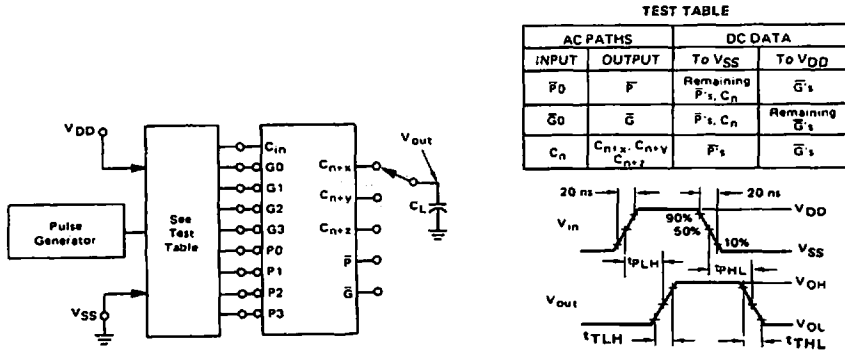 TEST TABLE
AC PATHS DC DATA
INPUT OUTPUT To VSS To VDD
P̅0 P̅ Remaining P̅'s, Cn G̅'s
G̅0 G̅ P̅'s, Cn Remaining G̅'s
Cn Cn+x, Cn+y Cn+z P̅'s G̅'s
VDD
Pulse
Generator
VSS
See
Test
Table
Cin
G0
G1
G2
G3
P0
P1
P2
P3
Cn+x
Cn+y
Cn+z
P̅
G̅
Vout
CL
20 ns
20 ns
Vin
90%
50%
10%
VDD
VSS
tPLH
tPHL
Vout
VOH
VOL
tTLH
tTHL